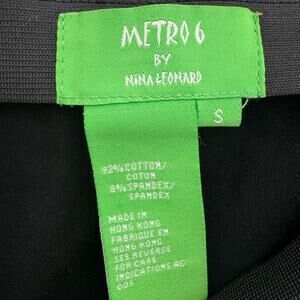 METRO 6
BY
NINA LEONARD
S
92% COTTON/
COTON
8% SPANDEX/
SPANDEX
MADE IN
HONG KONG
FABRIQUE EN
HONG KONG
SEE REVERSE
FOR CARE
INDICATIONS AU
DOS